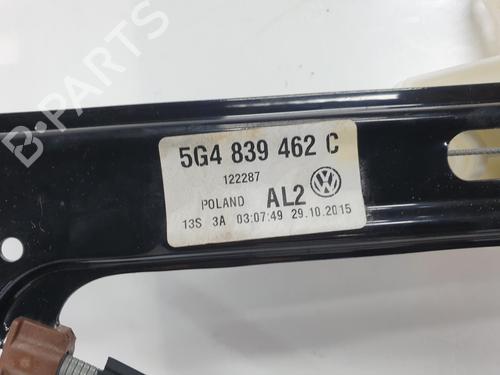 5G4 839 462 C
122287
POLAND AL2
13S 3A 03:07:49 29.10.2015
B-PARTS